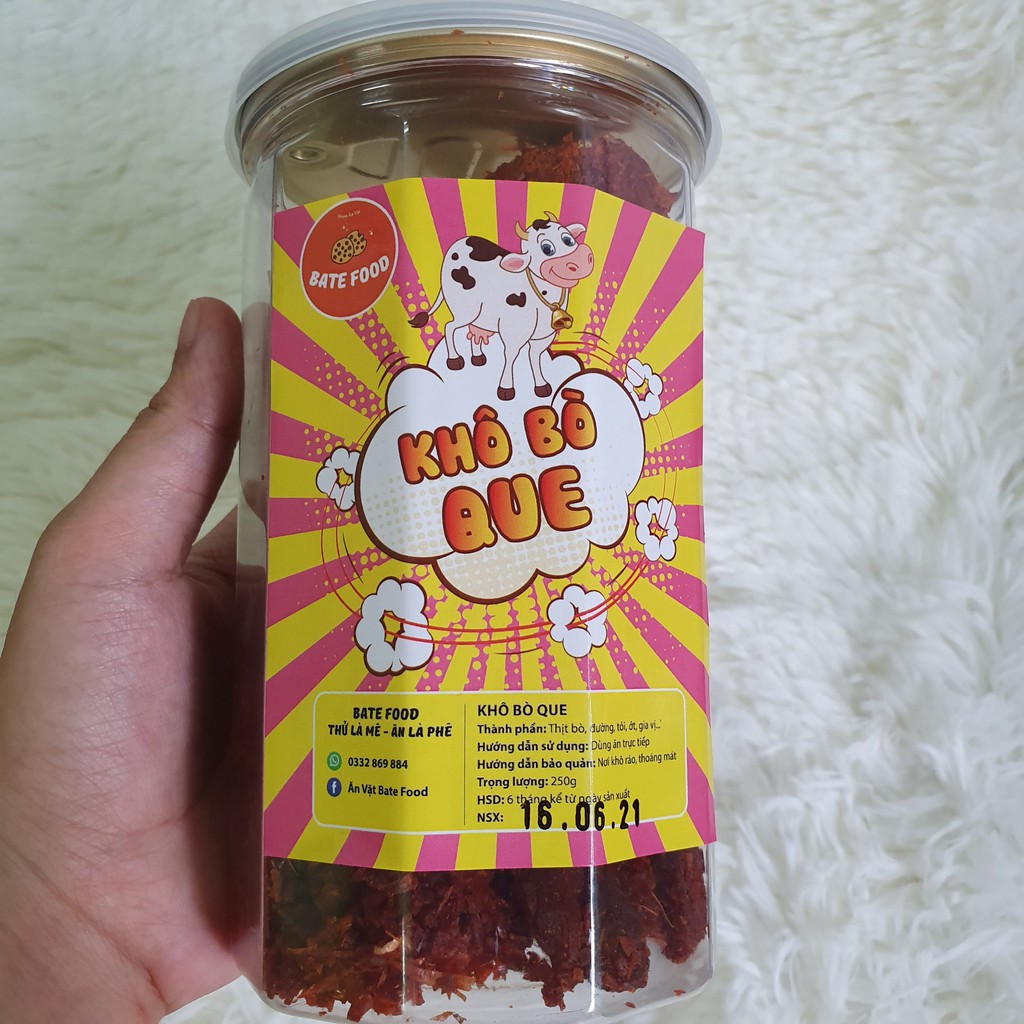 BATE FOOD
KHÔ BÒ
QUE
BATE FOOD
THỬ LÀ MÊ - ĂN LÀ PHÊ
0332 869 884
Ăn Vặt Bate Food
KHÔ BÒ QUE
Thành phần: Thịt bò, đường, tỏi, ớt, gia vị...
Hướng dẫn sử dụng: Dùng ăn trực tiếp
Hướng dẫn bảo quản: Nơi khô ráo, thoáng mát
Trọng lượng: 250g
HSD: 6 tháng kể từ ngày sản xuất
NSX: 16.06.21